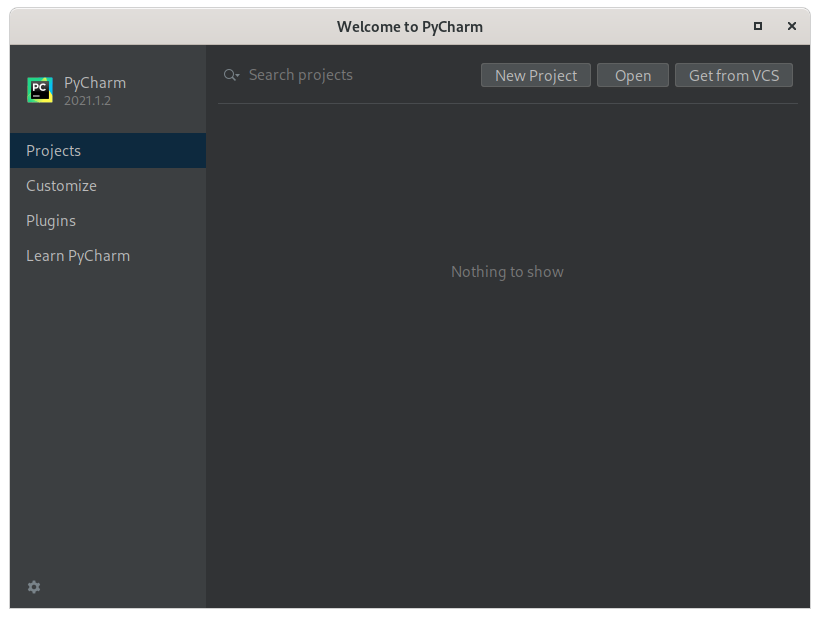 Welcome to PyCharm
PC
PyCharm
2021.1.2
Search projects
New Project
Open
Get from VCS
Projects
Customize
Plugins
Learn PyCharm
Nothing to show